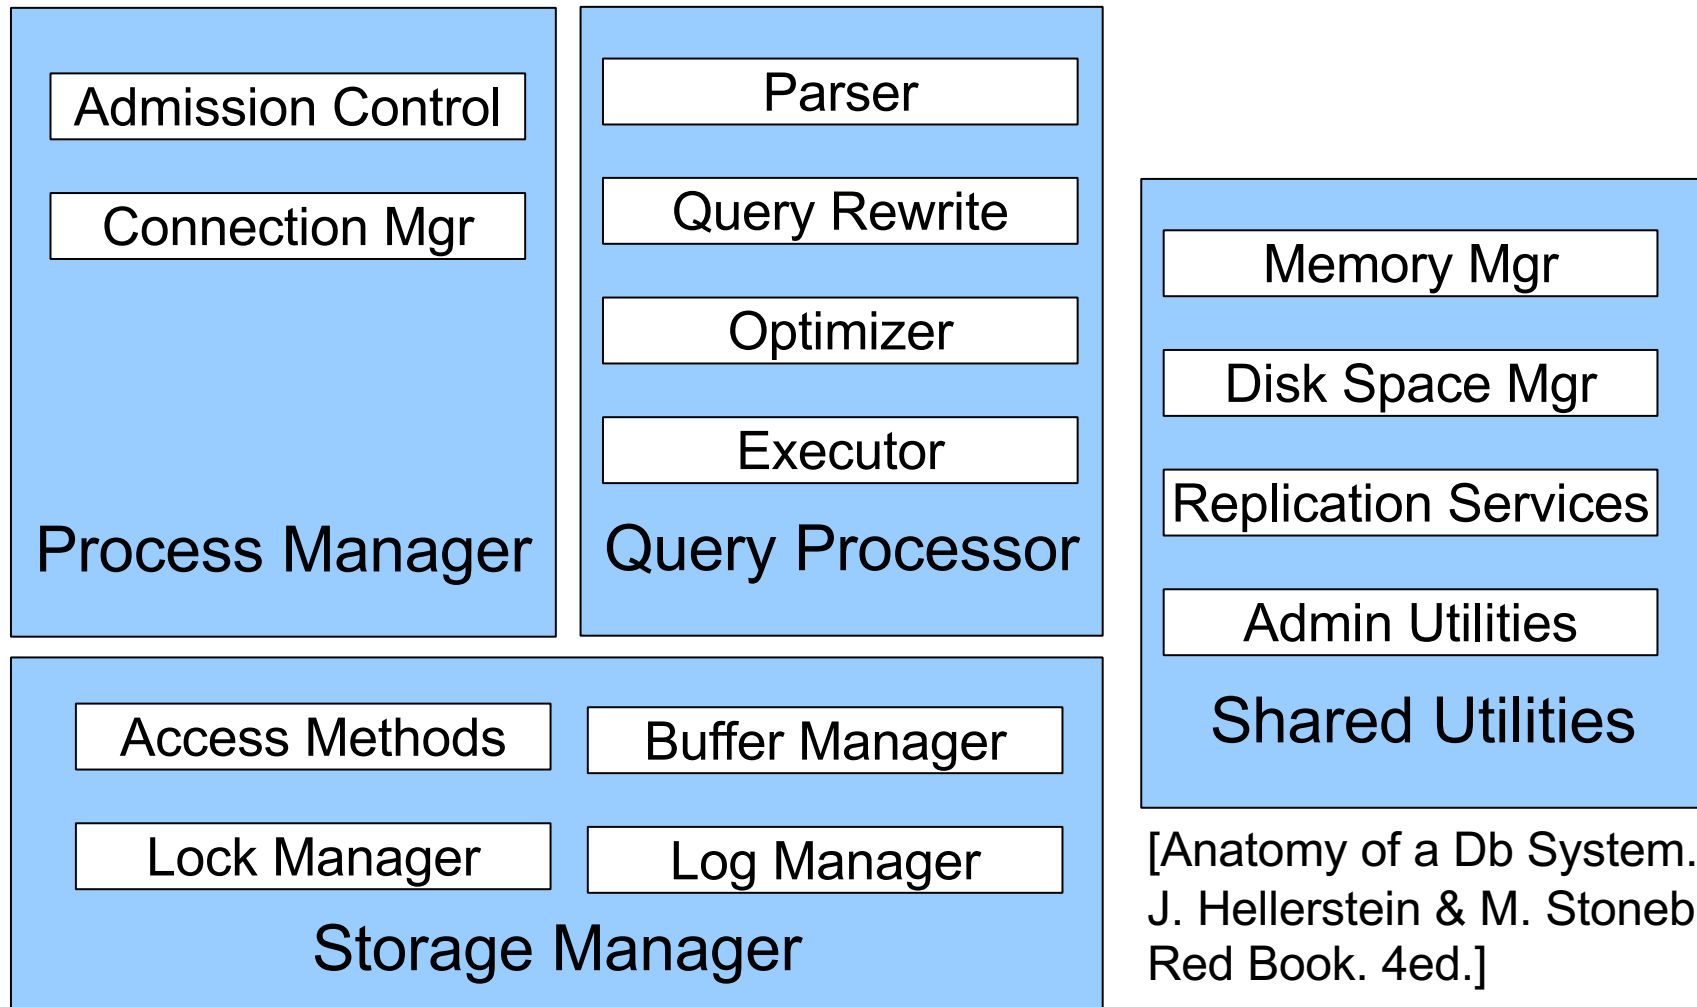 Admission Control
Connection Mgr
Process Manager
Parser
Query Rewrite
Optimizer
Executor
Query Processor
Memory Mgr
Disk Space Mgr
Replication Services
Admin Utilities
Shared Utilities
Access Methods
Buffer Manager
Lock Manager
Log Manager
Storage Manager
[Anatomy of a Db System.
J. Hellerstein & M. Stoneb
Red Book. 4ed.]